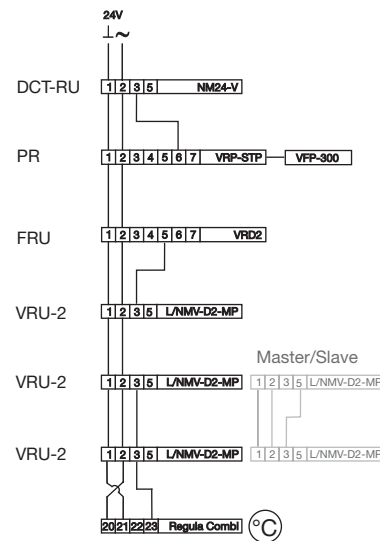 24V
⊥ ~
DCT-RU 1 2 3 5 NM24-V
PR 1 2 3 4 5 6 7 VRP-STP VFP-300
FRU 1 2 3 4 5 6 7 VRD2
VRU-2 1 2 3 5 L/NMV-D2-MP
Master/Slave
VRU-2 1 2 3 5 L/NMV-D2-MP 1 2 3 5 L/NMV-D2-MP
VRU-2 1 2 3 5 L/NMV-D2-MP 1 2 3 5 L/NMV-D2-MP
20 21 22 23 Regula Combi °C